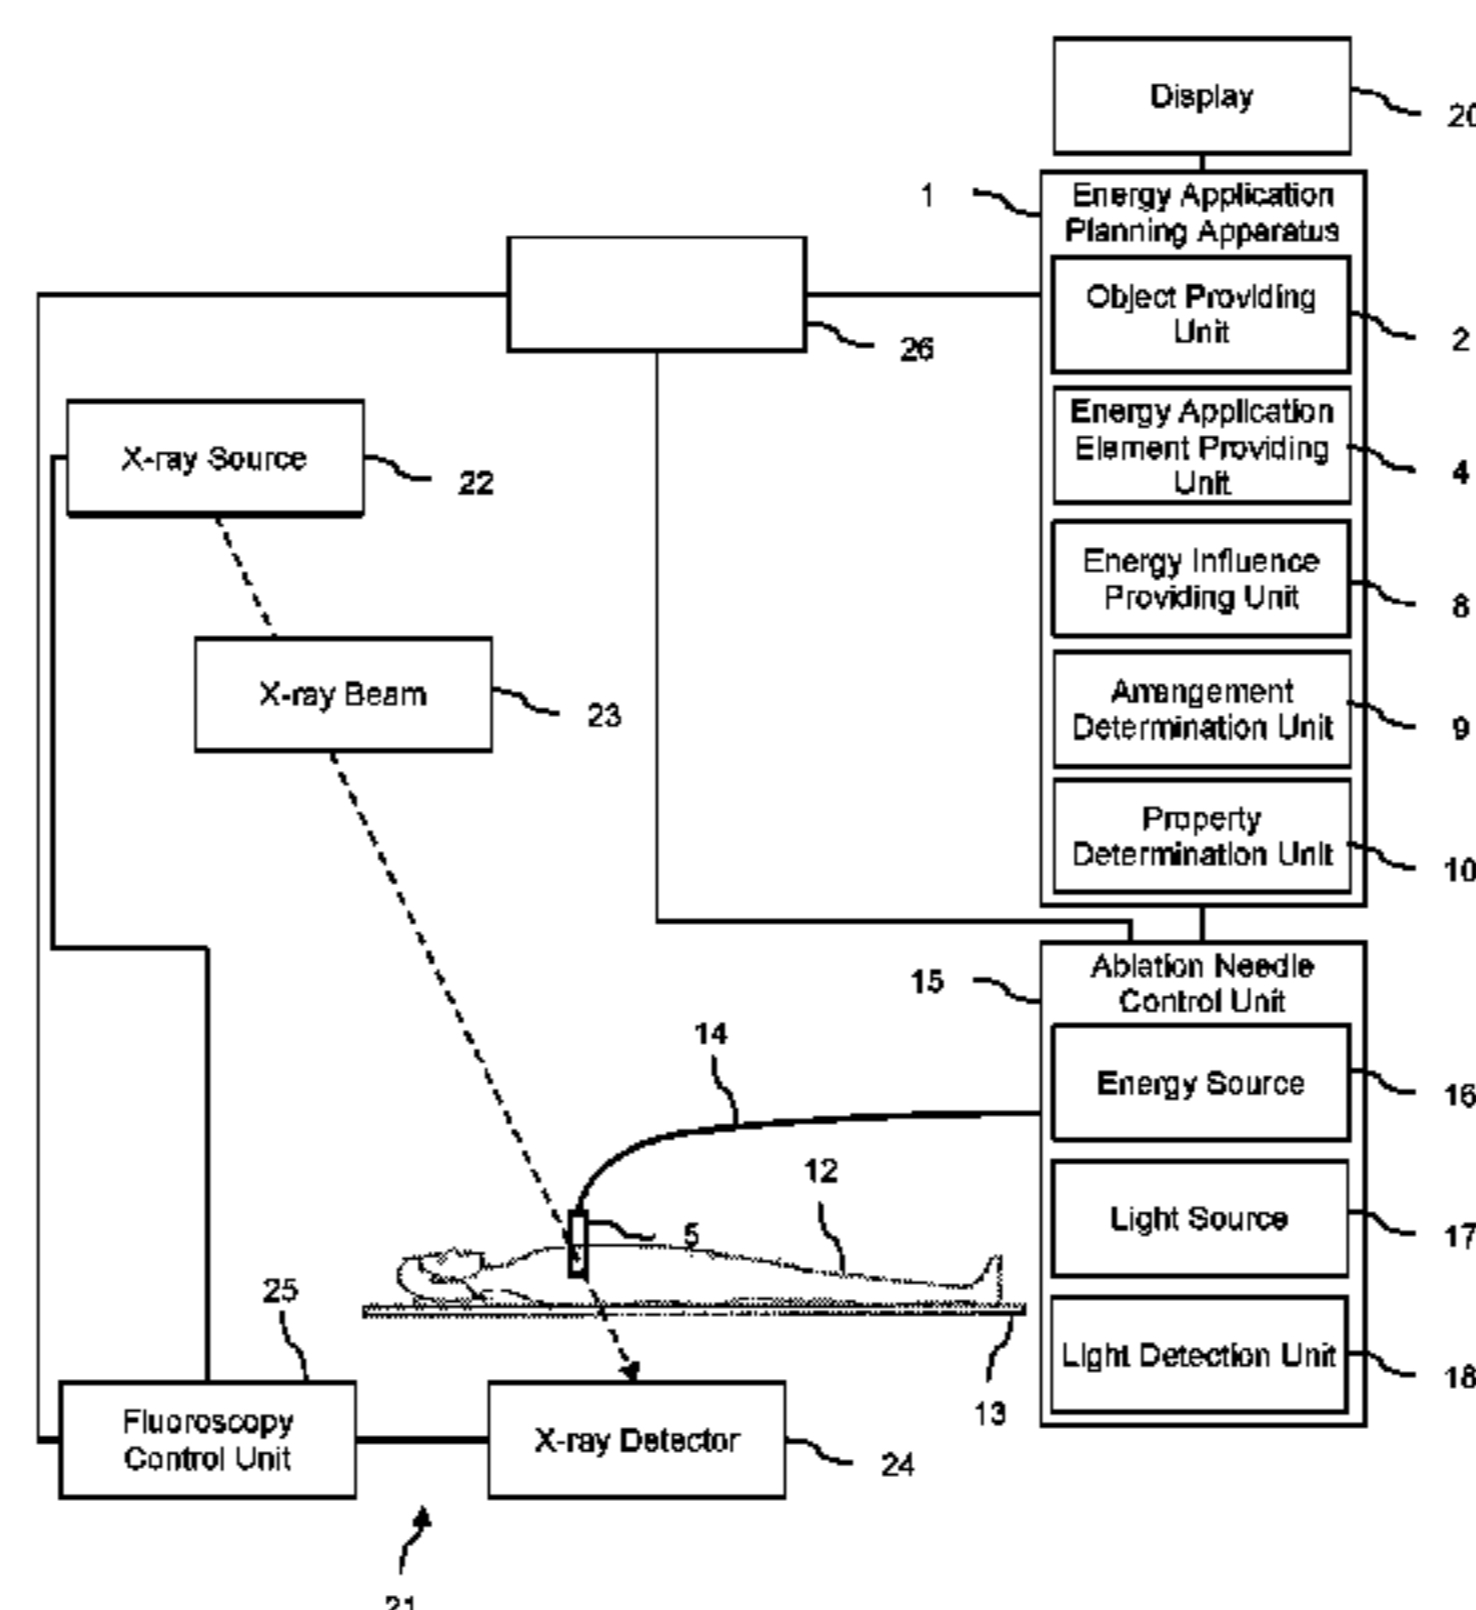 Display
20
1
Energy Application
Planning Apparatus
Object Providing
Unit
2
26
Energy Application
Element Providing
Unit
4
X-ray Source
22
Energy Influence
Providing Unit
8
X-ray Beam
23
Arrangement
Determination Unit
9
Property
Determination Unit
10
15
Ablation Needle
Control Unit
14
Energy Source
16
12
5
Light Source
17
25
Light Detection Unit
18
13
Fluoroscopy
Control Unit
X-ray Detector
24
21